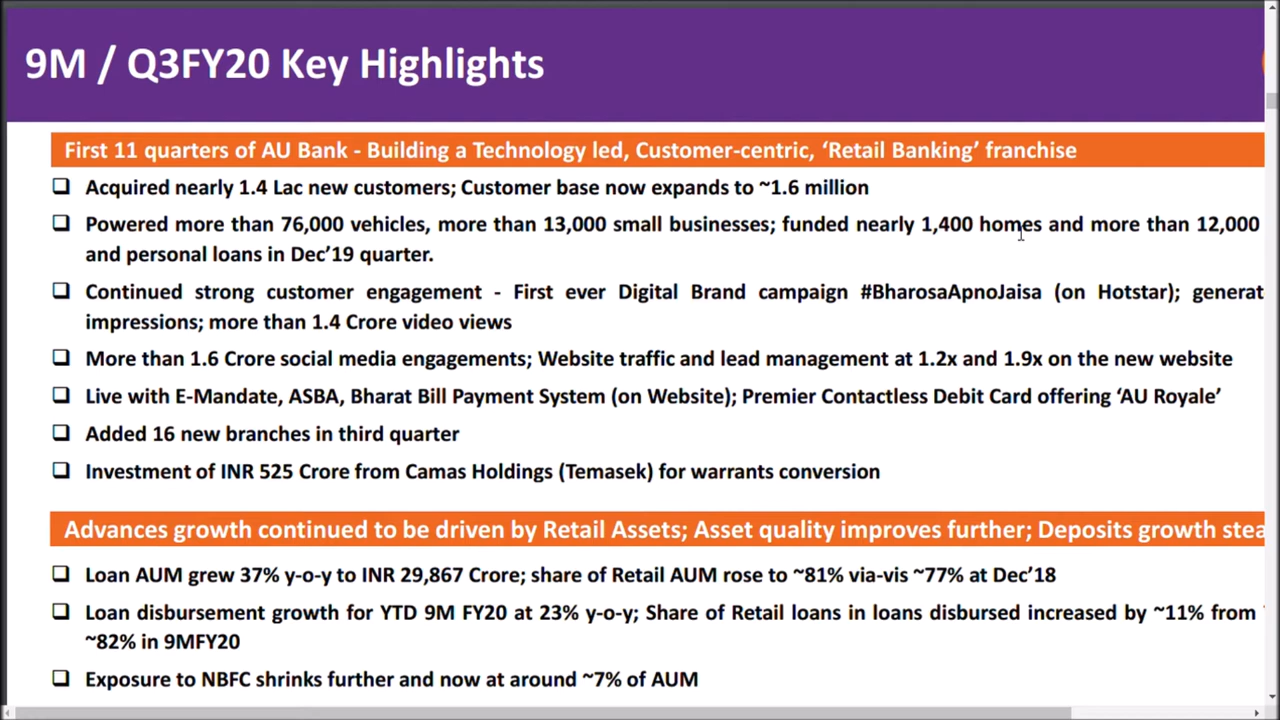 9M / Q3FY20 Key Highlights
First 11 quarters of AU Bank - Building a Technology led, Customer-centric, ‘Retail Banking’ franchise
Acquired nearly 1.4 Lac new customers; Customer base now expands to ~1.6 million
Powered more than 76,000 vehicles, more than 13,000 small businesses; funded nearly 1,400 homes and more than 12,000
and personal loans in Dec’19 quarter.
Continued strong customer engagement - First ever Digital Brand campaign #BharosaApnoJaisa (on Hotstar);
impressions; more than 1.4 Crore video views
More than 1.6 Crore social media engagements; Website traffic and lead management at 1.2x and 1.9x on the new website
Live with E-Mandate, ASBA, Bharat Bill Payment System (on Website); Premier Contactless Debit Card offering ‘AU Royale’
Added 16 new branches in third quarter
Investment of INR 525 Crore from Camas Holdings (Temasek) for warrants conversion
Advances growth continued to be driven by Retail Assets; Asset quality improves further; Deposits growth
Loan AUM grew 37% y-o-y to INR 29,867 Crore; share of Retail AUM rose to ~81% via-vis ~77% at Dec’18
Loan disbursement growth for YTD 9M FY20 at 23% y-o-y; Share of Retail loans in loans disbursed increased by ~11% from
~82% in 9MFY20
Exposure to NBFC shrinks further and now at around ~7% of AUM